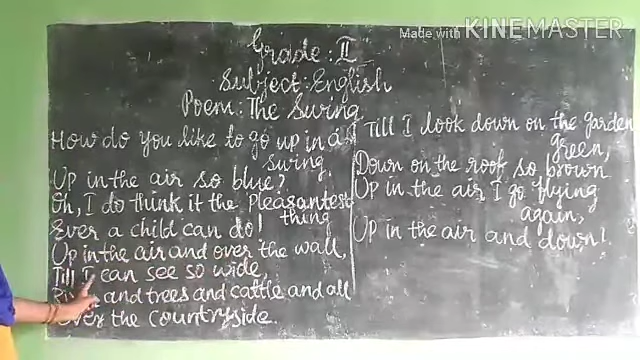 Made with KINEMASTER
Grade: II
Subject: English
Poem: The Swing
How do you like to go up in a
swing,
Up in the air so blue?
Oh, I do think it the Pleasantest
thing
Ever a child can do!
Up in the air and over the wall,
Till I can see so wide,
and trees and cattle and all
Over the countryside.
Till I look down on the garden
green,
Down on the roof so brown
Up in the air I go flying
again,
Up in the air and down!